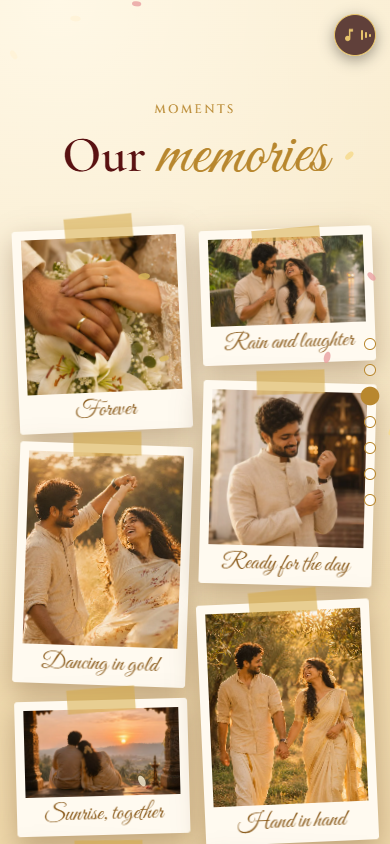 MOMENTS
Our memories
Forever
Rain and laughter
Dancing in gold
Ready for the day
Sunrise, together
Hand in hand